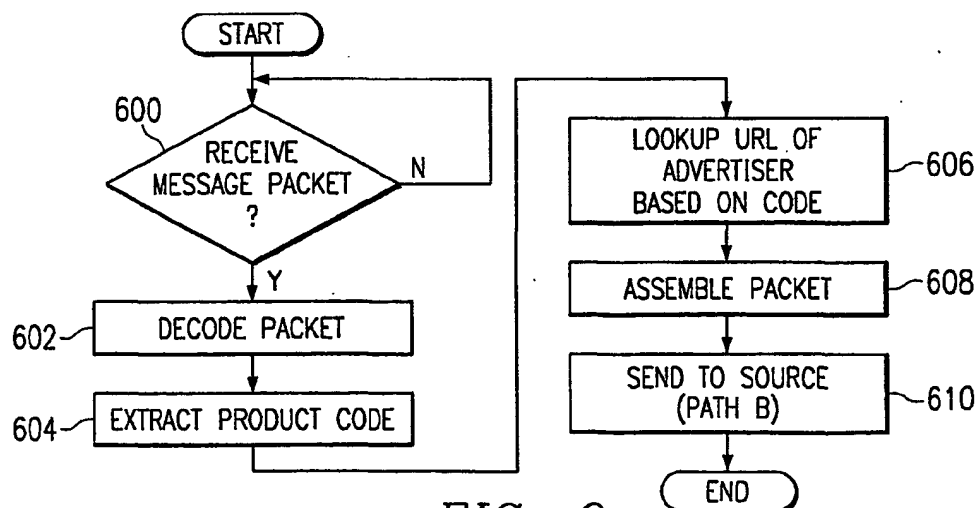 START
600
RECEIVE
MESSAGE PACKET
?
N
Y
602
DECODE PACKET
604
EXTRACT PRODUCT CODE
LOOKUP URL OF
ADVERTISER
BASED ON CODE
606
ASSEMBLE PACKET
608
SEND TO SOURCE
(PATH B)
610
END
FIG.